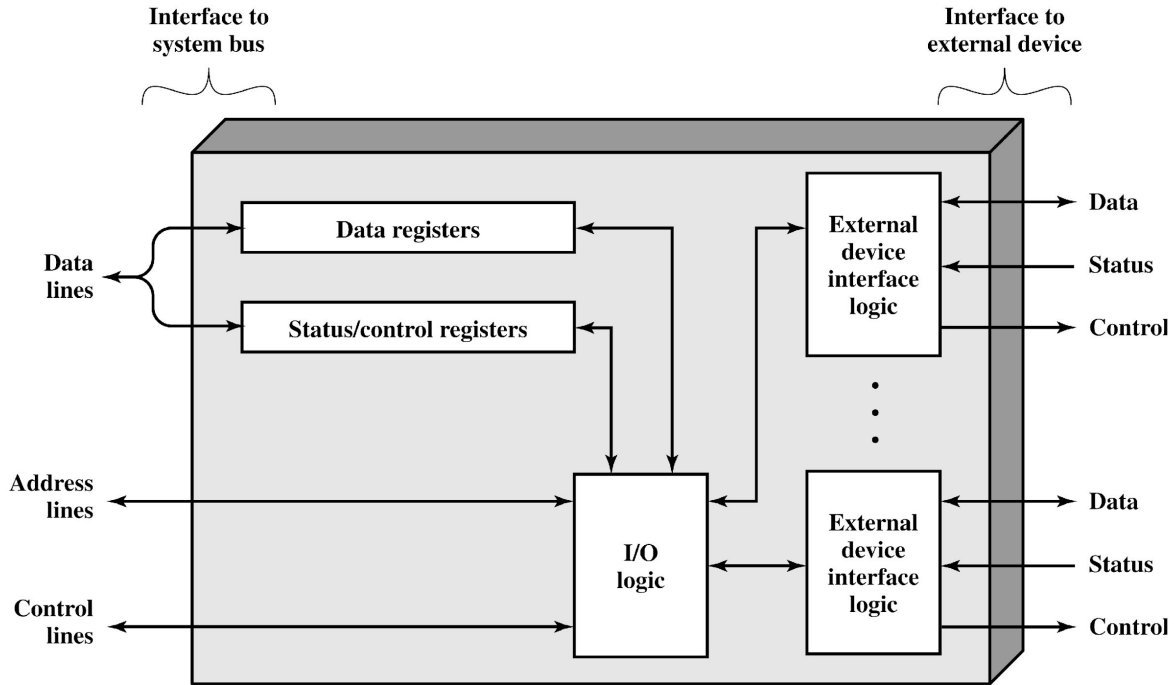 Interface to
system bus
Interface to
external device
Data registers
Data
lines
Status/control registers
External
device
interface
logic
Data
Status
Control
Address
lines
Control
lines
I/O
logic
External
device
interface
logic
Data
Status
Control